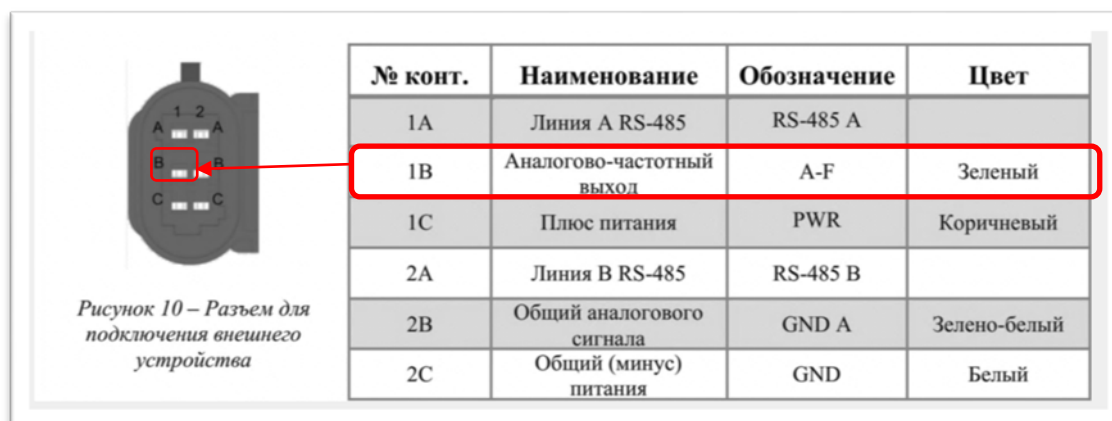 1 2
A A
B B
C C
Рисунок 10 – Разъем для
подключения внешнего
устройства
№ конт. Наименование Обозначение Цвет
1A Линия A RS-485 RS-485 A
1B Аналогово-частотный выход A-F Зеленый
1C Плюс питания PWR Коричневый
2A Линия B RS-485 RS-485 B
2B Общий аналогового сигнала GND A Зелено-белый
2C Общий (минус) питания GND Белый